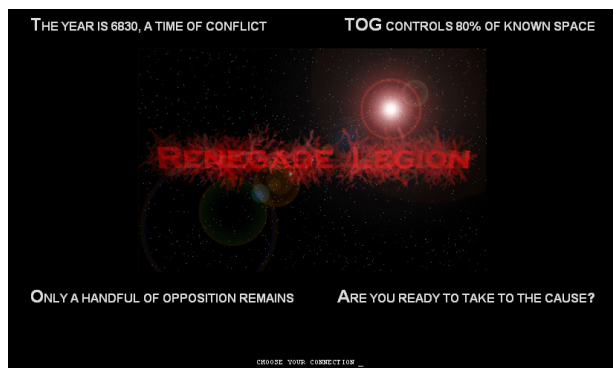 THE YEAR IS 6830, A TIME OF CONFLICT
TOG CONTROLS 80% OF KNOWN SPACE
RENEGADE LEGION
ONLY A HANDFUL OF OPPOSITION REMAINS
ARE YOU READY TO TAKE TO THE CAUSE?
CHOOSE YOUR CONNECTION _